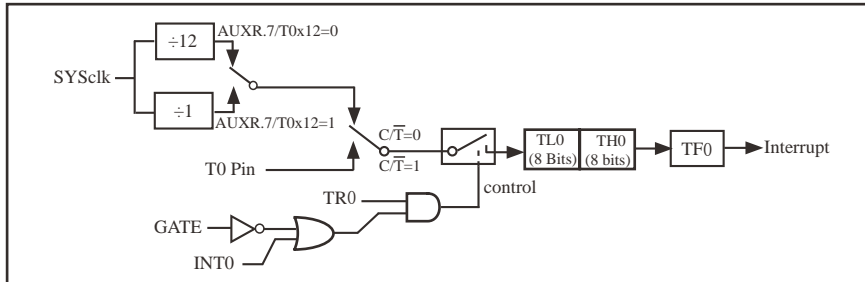 AUXR.7/T0x12=0
÷12
SYSclk
÷1
AUXR.7/T0x12=1
C/T̅=0
C/T̅=1
T0 Pin
TL0
(8 Bits)
TH0
(8 bits)
TF0
Interrupt
control
TR0
GATE
INT0